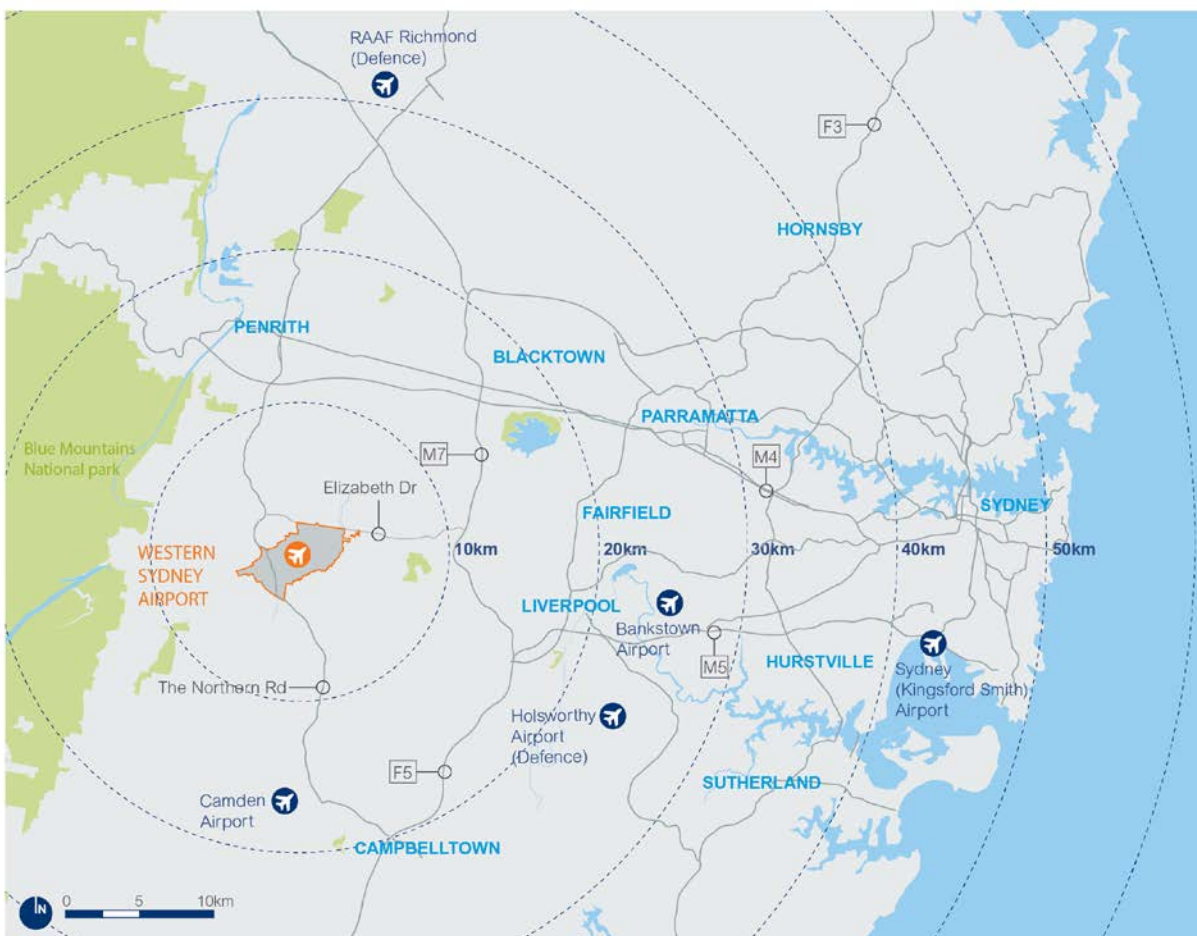 RAAF Richmond
(Defence)
F3
HORNSBY
PENRITH
BLACKTOWN
PARRAMATTA
Blue Mountains
National park
M7
M4
Elizabeth Dr
SYDNEY
FAIRFIELD
WESTERN
SYDNEY
AIRPORT
10km
20km
30km
40km
50km
LIVERPOOL
Bankstown
Airport
M5
HURSTVILLE
Sydney
(Kingsford Smith)
Airport
The Northern Rd
Holsworthy
Airport
(Defence)
F5
SUTHERLAND
Camden
Airport
CAMPBELLTOWN
N
0 5 10km